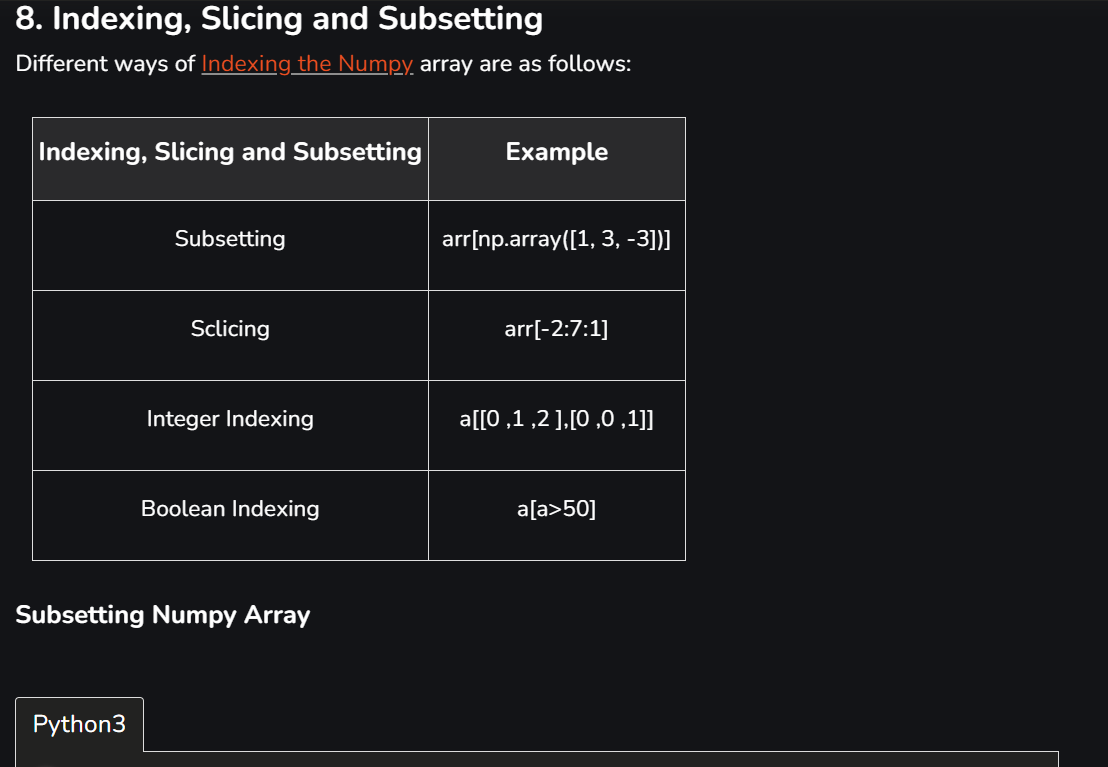 8. Indexing, Slicing and Subsetting
Different ways of Indexing the Numpy array are as follows:
Indexing, Slicing and Subsetting Example
Subsetting arr[np.array([1, 3, -3])]
Sclicing arr[-2:7:1]
Integer Indexing a[[0 ,1 ,2 ],[0 ,0 ,1]]
Boolean Indexing a[a>50]
Subsetting Numpy Array
Python3